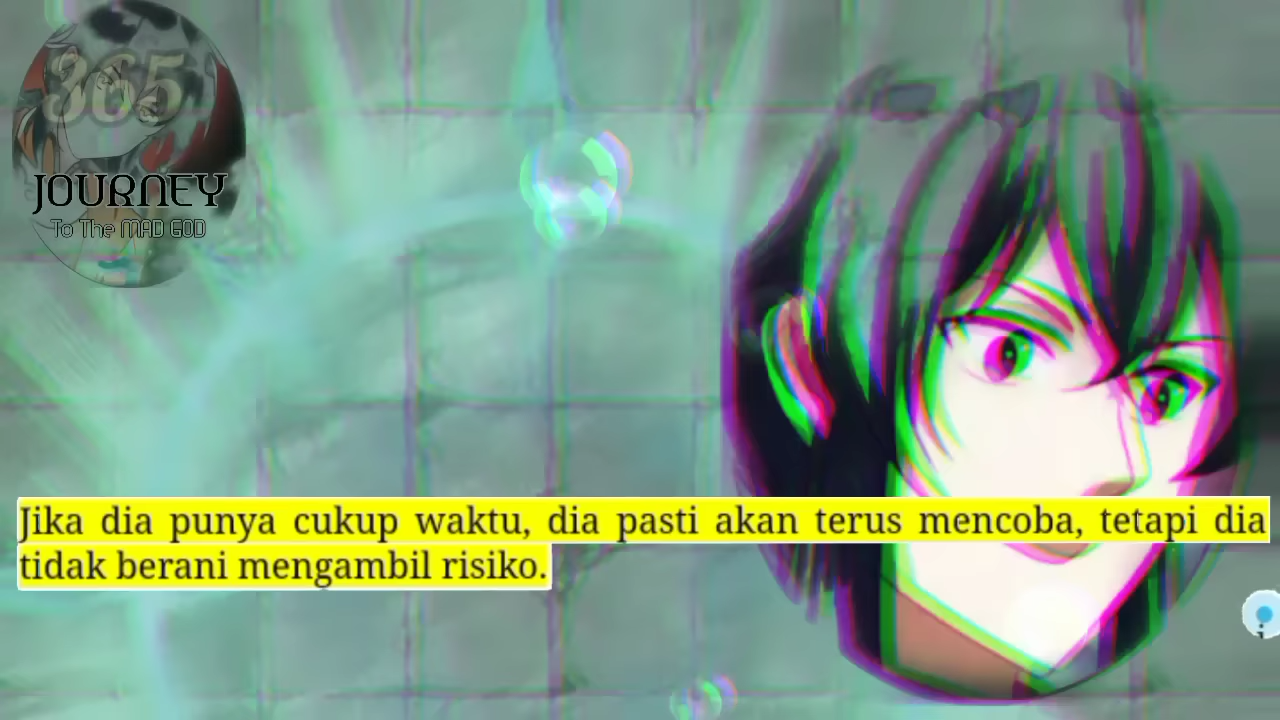 365
JOURNEY
To The MAD GOD
Jika dia punya cukup waktu, dia pasti akan terus mencoba, tetapi dia
tidak berani mengambil risiko.